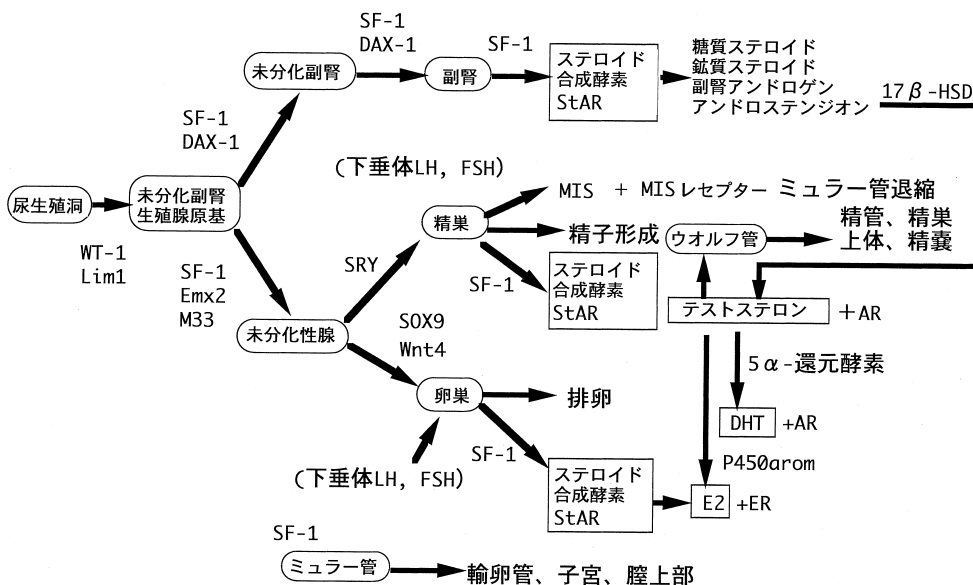 SF-1
DAX-1
未分化副腎
SF-1
副腎
ステロイド
合成酵素
StAR
糖質ステロイド
鉱質ステロイド
副腎アンドロゲン
アンドロステンジオン
17β-HSD
SF-1
DAX-1
(下垂体LH, FSH)
尿生殖洞
未分化副腎
生殖腺原基
WT-1
Lim1
SF-1
Emx2
M33
未分化性腺
SRY
精巣
MIS + MISレセプター ミュラー管退縮
精子形成
SF-1
ステロイド
合成酵素
StAR
ウオルフ管
精管、精巣
上体、精嚢
テストステロン
+AR
5α-還元酵素
DHT
+AR
SOX9
Wnt4
卵巣
排卵
(下垂体LH, FSH)
SF-1
ステロイド
合成酵素
StAR
P450arom
E2
+ER
SF-1
ミュラー管
輸卵管、子宮、膣上部